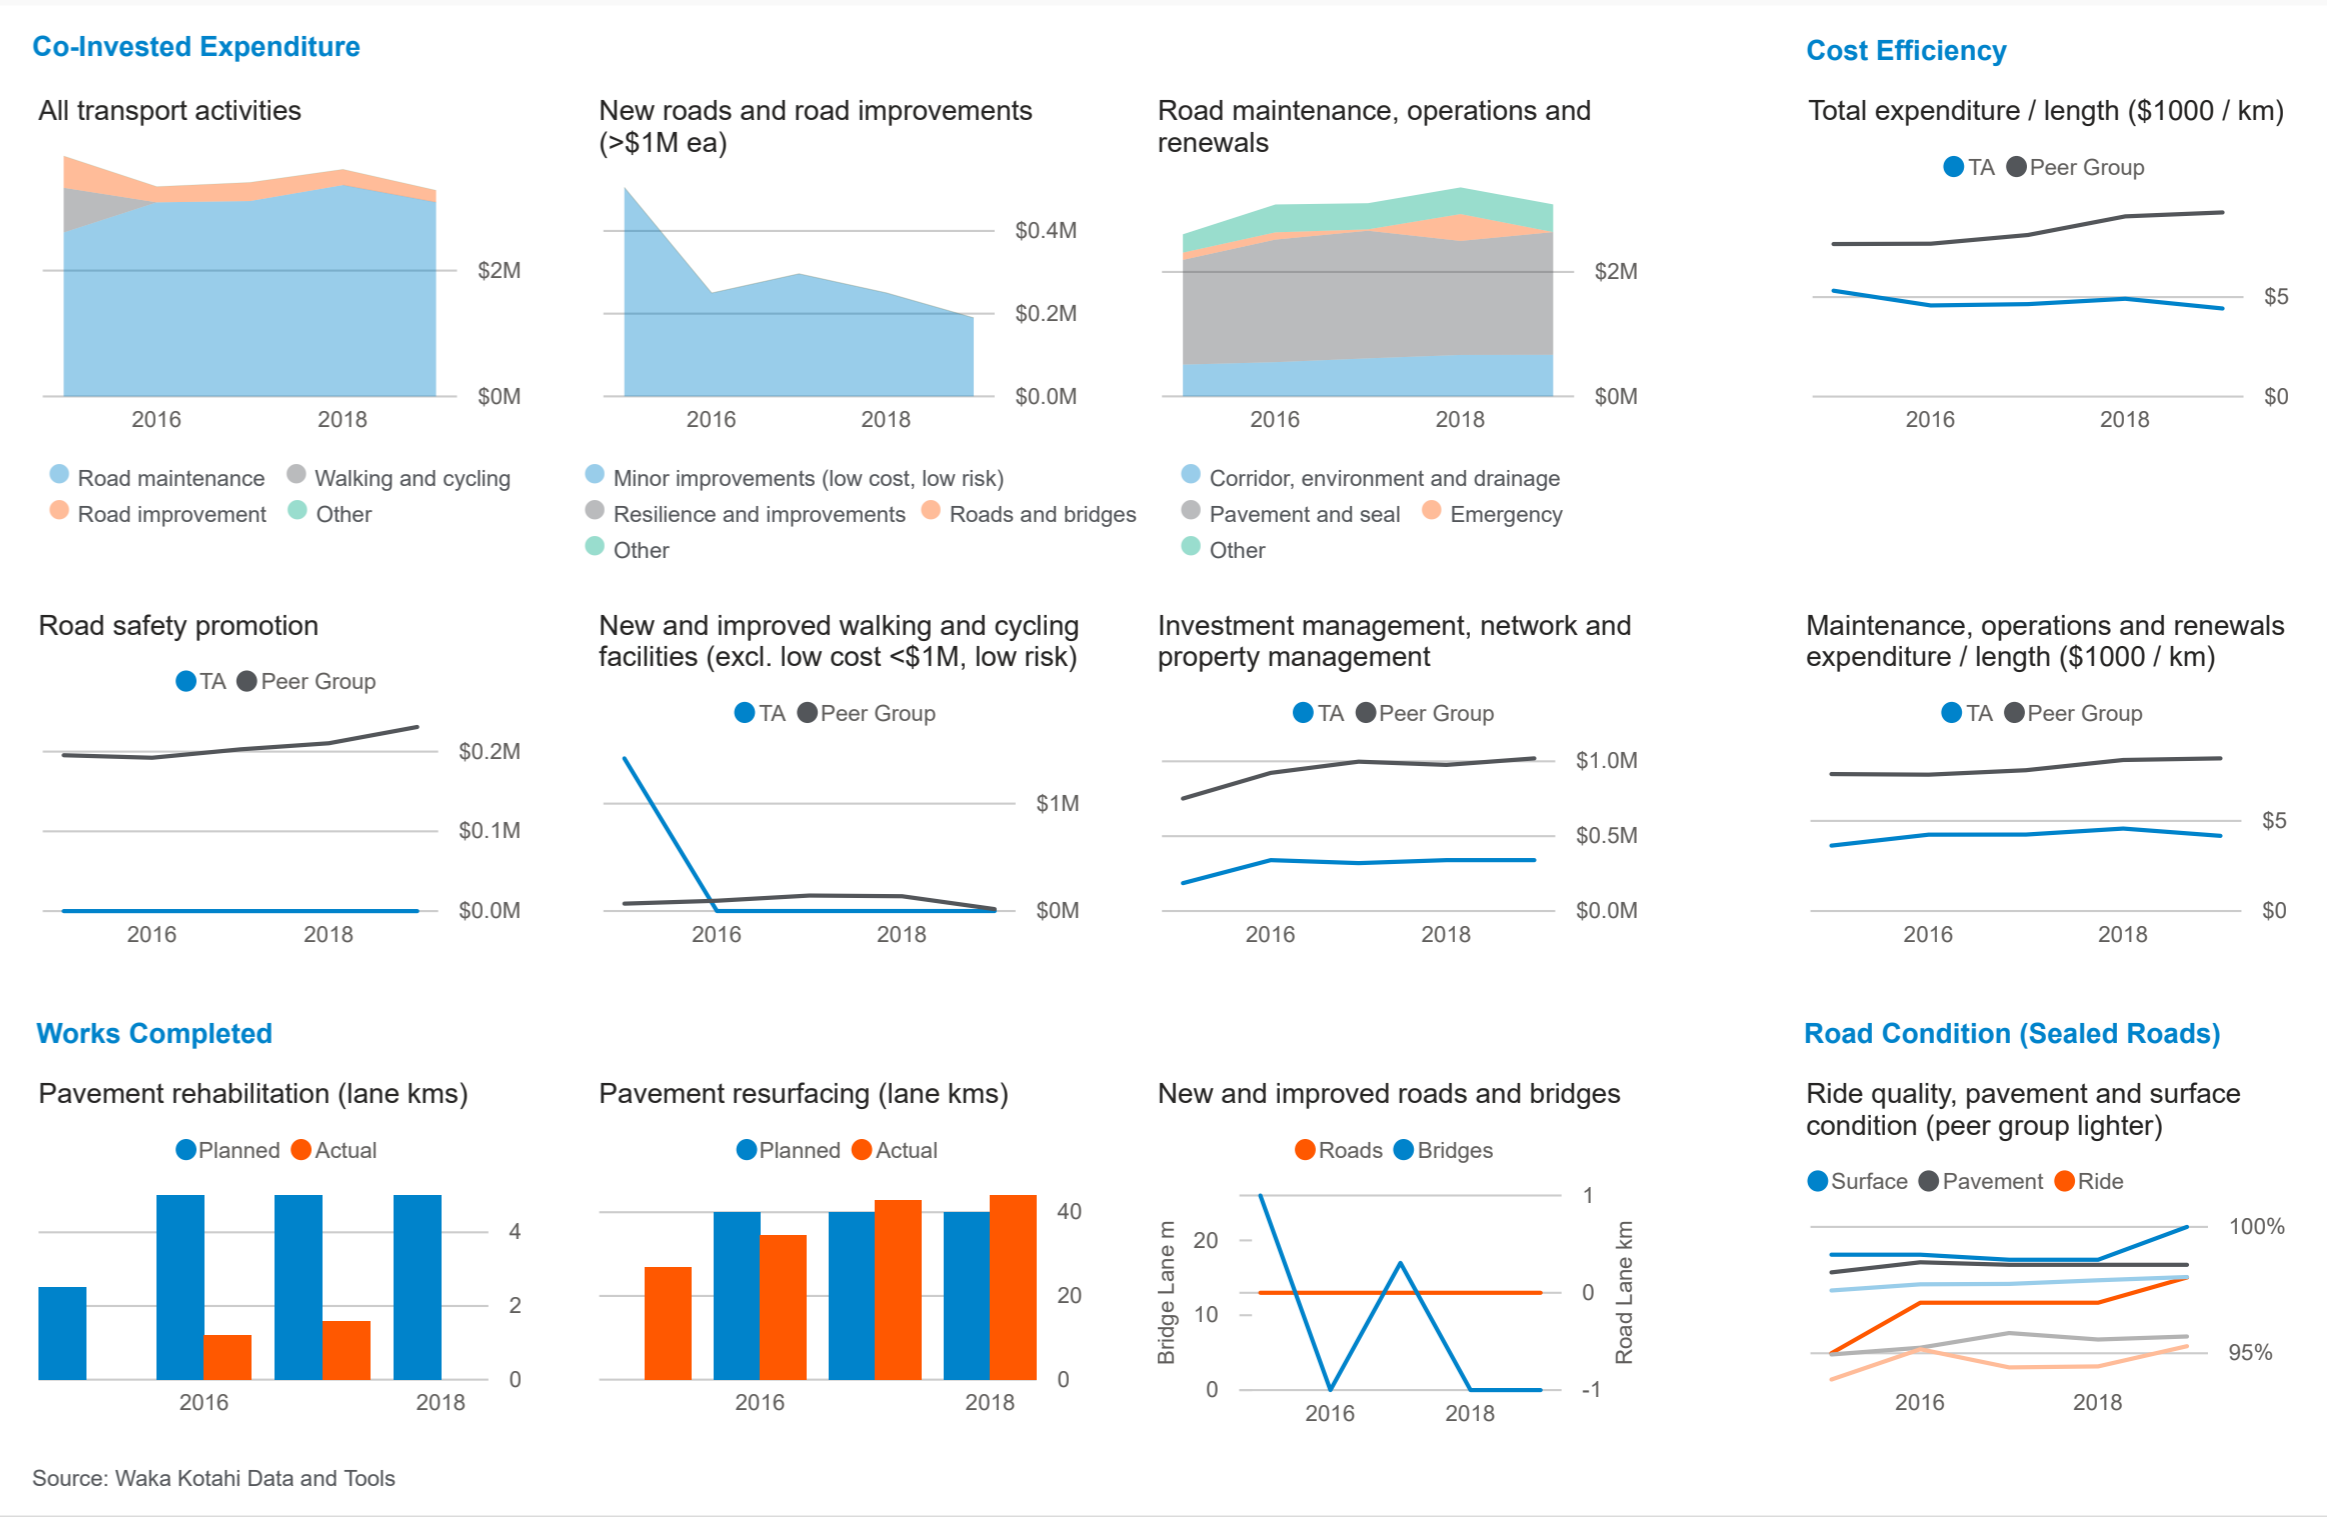 Co-Invested Expenditure
Cost Efficiency
All transport activities
$2M
$0M
2016 2018
Road maintenance Walking and cycling
Road improvement Other
New roads and road improvements
(>$1M ea)
$0.4M
$0.2M
$0.0M
2016 2018
Minor improvements (low cost, low risk)
Resilience and improvements Roads and bridges
Other
Road maintenance, operations and
renewals
$2M
$0M
2016 2018
Corridor, environment and drainage
Pavement and seal Emergency
Other
Total expenditure / length ($1000 / km)
TA Peer Group
$5
$0
2016 2018
Road safety promotion
TA Peer Group
$0.2M
$0.1M
$0.0M
2016 2018
New and improved walking and cycling
facilities (excl. low cost <$1M, low risk)
TA Peer Group
$1M
$0M
2016 2018
Investment management, network and
property management
TA Peer Group
$1.0M
$0.5M
$0.0M
2016 2018
Maintenance, operations and renewals
expenditure / length ($1000 / km)
TA Peer Group
$5
$0
2016 2018
Works Completed
Road Condition (Sealed Roads)
Pavement rehabilitation (lane kms)
Planned Actual
4
2
0
2016 2018
Pavement resurfacing (lane kms)
Planned Actual
40
20
0
2016 2018
New and improved roads and bridges
Roads Bridges
Bridge Lane m
20
10
0
1
0
-1
Road Lane km
2016 2018
Ride quality, pavement and surface
condition (peer group lighter)
Surface Pavement Ride
100%
95%
2016 2018
Source: Waka Kotahi Data and Tools